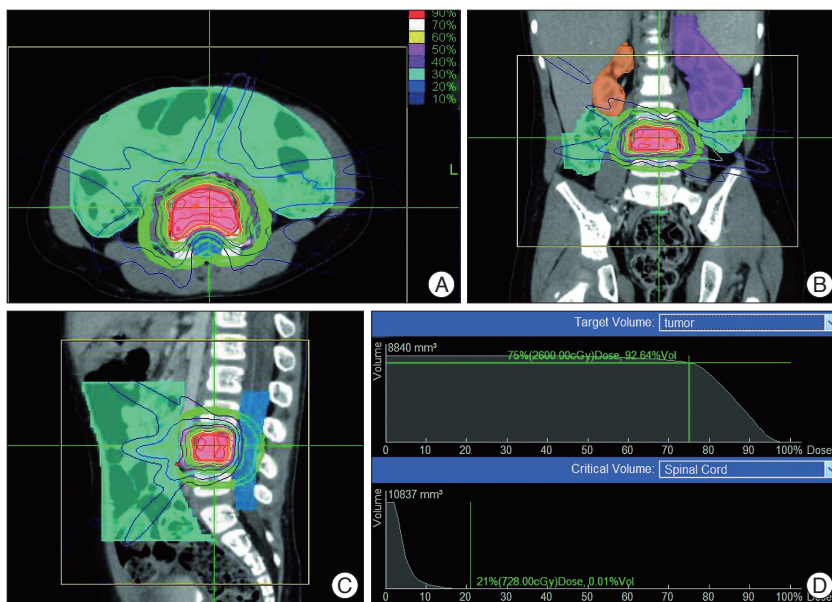 90%
70%
60%
50%
40%
30%
20%
10%
L
A
B
C
Target Volume: tumor
8840 mm³
75%(2600.00cGy)Dose, 92.64%Vol
Volume
0 10 20 30 40 50 60 70 80 90 100% Dose
Critical Volume: Spinal Cord
10837 mm³
Volume
21%(728.00cGy)Dose, 0.01%Vol
0 10 20 30 40 50 60 70 80 90 100% Dose
D